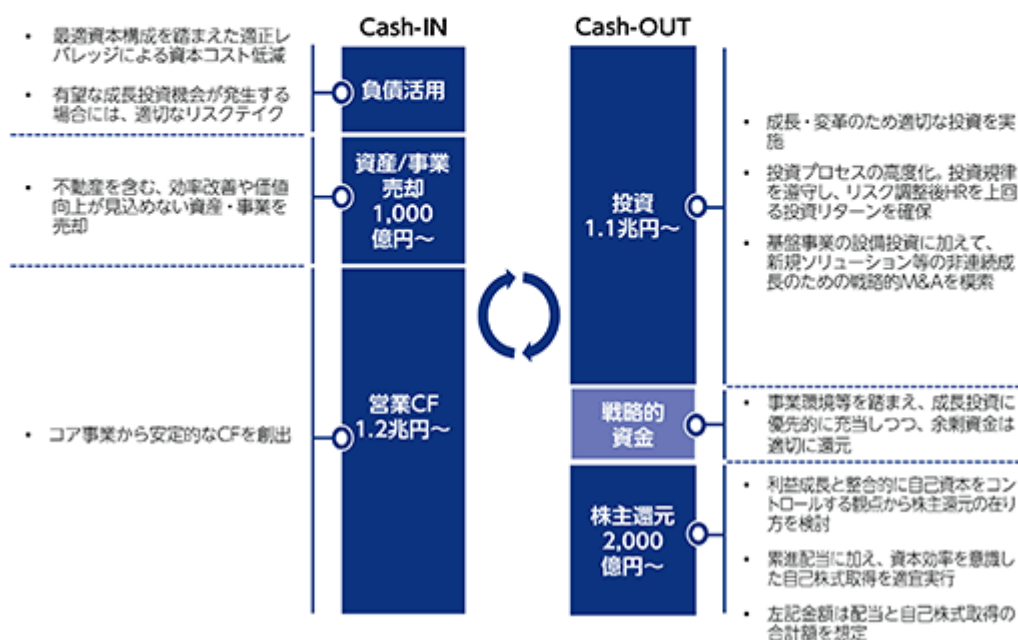 Cash-IN
Cash-OUT
• 最適資本構成を踏まえた適正レ
バレッジによる資本コスト低減
• 有望な成長投資機会が発生する
場合には、適切なリスクテイク
負債活用
• 不動産を含む、効率改善や価値
向上が見込めない資産・事業を
売却
資産/事業
売却
1,000
億円～
• コア事業から安定的なCFを創出
営業CF
1.2兆円～
投資
1.1兆円～
• 成長・変革のため適切な投資を実
施
• 投資プロセスの高度化。投資規律
を遵守し、リスク調整後HRを上回
る投資リターンを確保
• 基盤事業の設備投資に加えて、
新規ソリューション等の非連続成
長のための戦略的M&Aを模索
戦略的
資金
• 事業環境等を踏まえ、成長投資に
優先的に充当しつつ、余剰資金は
適切に還元
株主還元
2,000
億円～
• 利益成長と整合的に自己資本をコン
トロールする観点から株主還元の在り
方を検討
• 累進配当に加え、資本効率を意識し
た自己株式取得を適宜実行
• 左記金額は配当と自己株式取得の
合計額を想定